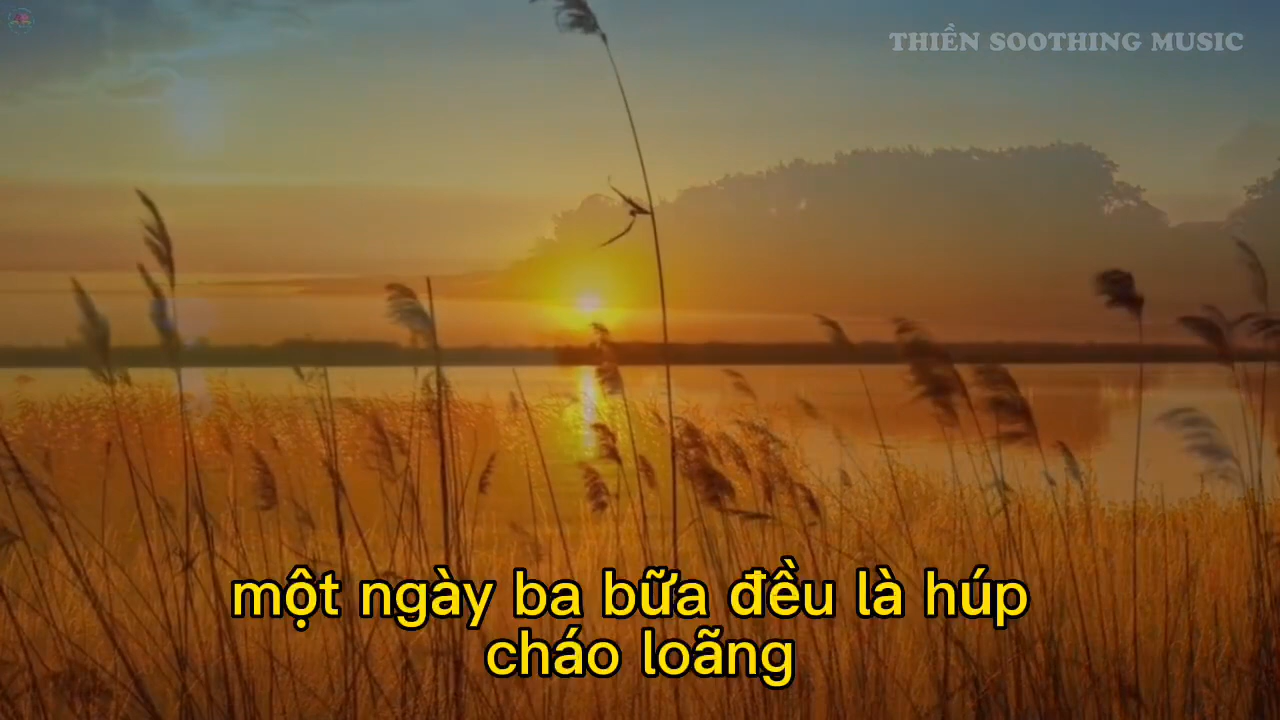 THIỀN SOOTHING MUSIC
một ngày ba bữa đều là húp
cháo loãng